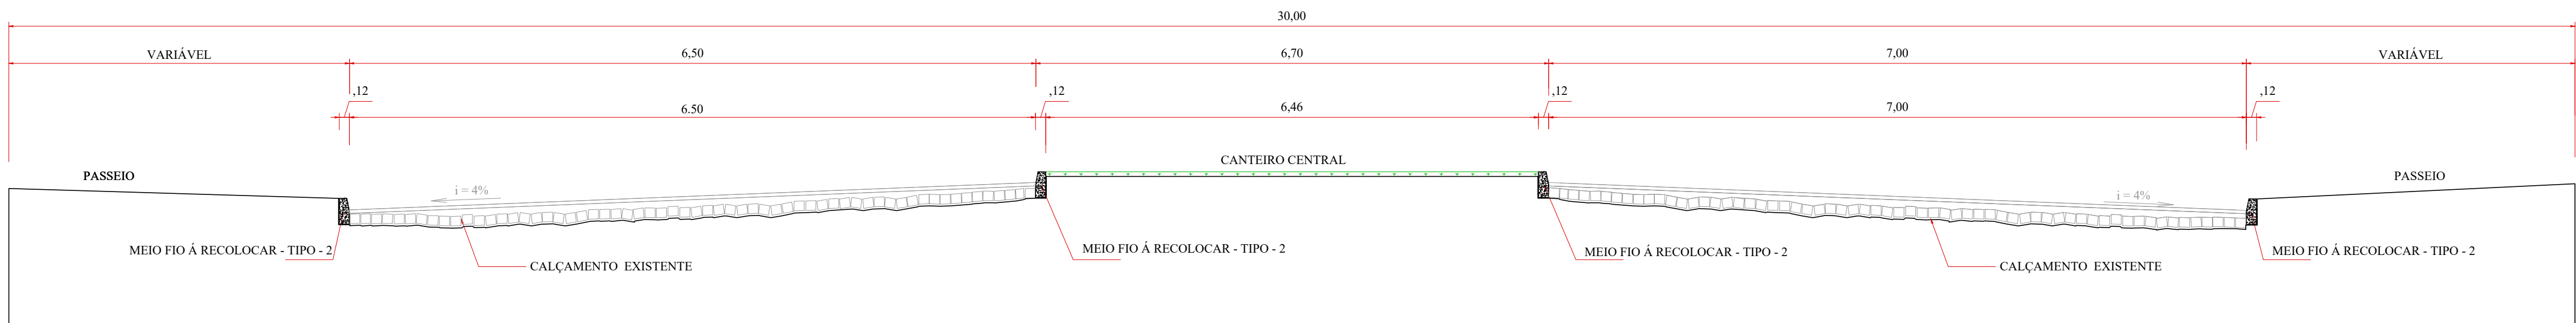 30,00
VARIÁVEL
6,50
6,70
7,00
VARIÁVEL
,12
,12
,12
,12
6.50
6,46
7,00
CANTEIRO CENTRAL
PASSEIO
PASSEIO
i = 4%
i = 4%
MEIO FIO Á RECOLOCAR - TIPO - 2
MEIO FIO Á RECOLOCAR - TIPO - 2
MEIO FIO Á RECOLOCAR - TIPO - 2
MEIO FIO Á RECOLOCAR - TIPO - 2
CALÇAMENTO EXISTENTE
CALÇAMENTO EXISTENTE